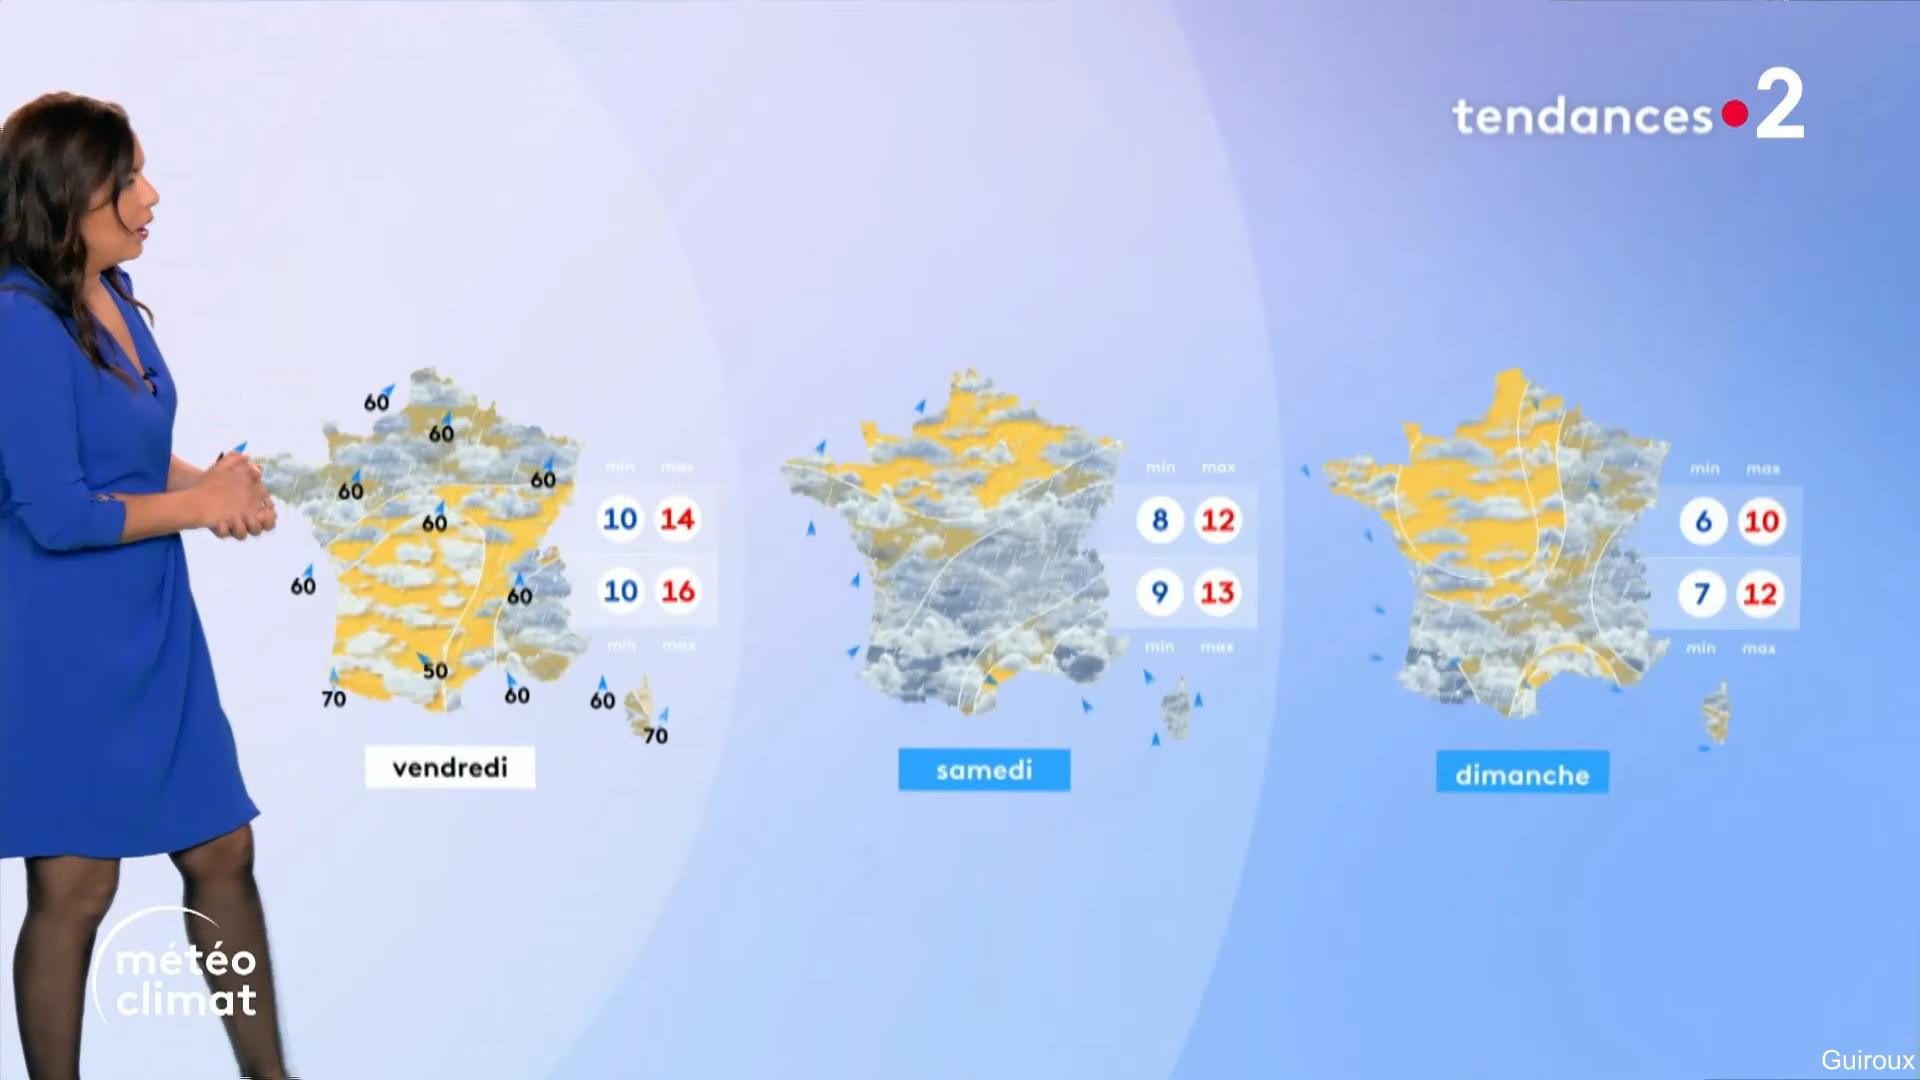 tendances 2
60
60
60
60
60
60
60
50
70
60
60
70
min max
10 14
10 16
min max
vendredi
min max
8 12
9 13
min max
samedi
min max
6 10
7 12
min max
dimanche
météo
climat
Guiroux